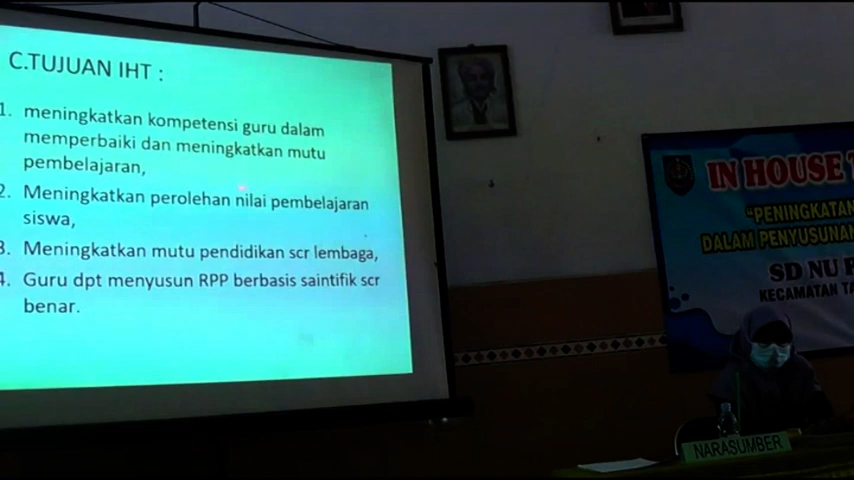 C.TUJUAN IHT :
1. meningkatkan kompetensi guru dalam
memperbaiki dan meningkatkan mutu
pembelajaran,
2. Meningkatkan perolehan nilai pembelajaran
siswa,
3. Meningkatkan mutu pendidikan scr lembaga,
4. Guru dpt menyusun RPP berbasis saintifik scr
benar.
IN HOUSE
"PENINGKATAN
DALAM PENYUSUNAN
SD NU
KECAMATAN
NARASUMBER